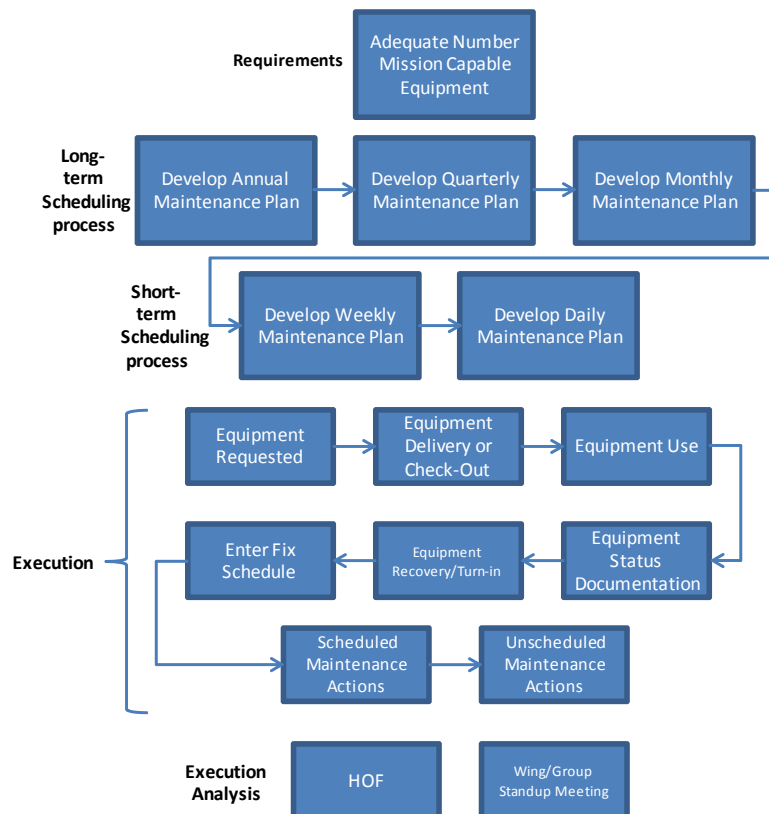 Requirements
Adequate Number
Mission Capable
Equipment
Long-
term
Scheduling
process
Develop Annual
Maintenance Plan
Develop Quarterly
Maintenance Plan
Develop Monthly
Maintenance Plan
Short-
term
Scheduling
process
Develop Weekly
Maintenance Plan
Develop Daily
Maintenance Plan
Execution
Equipment
Requested
Equipment
Delivery or
Check-Out
Equipment Use
Enter Fix
Schedule
Equipment
Recovery/Turn-in
Equipment
Status
Documentation
Scheduled
Maintenance
Actions
Unscheduled
Maintenance
Actions
Execution
Analysis
HOF
Wing/Group
Standup Meeting